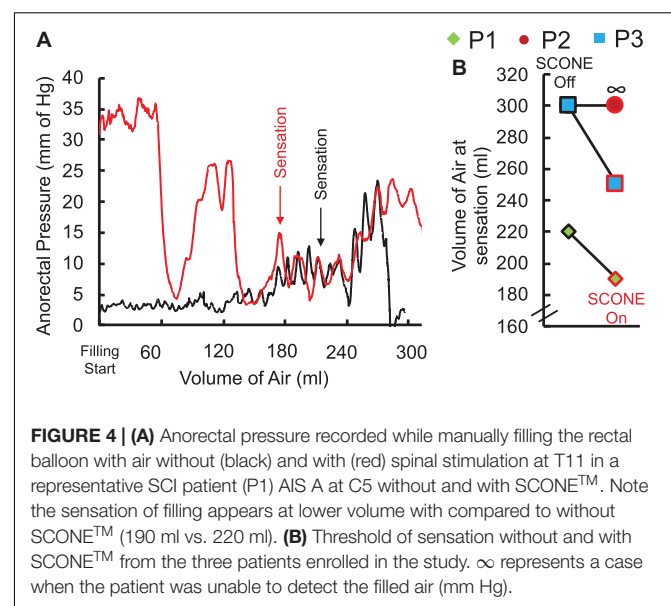 A
Anorectal Pressure (mm of Hg)
40
35
30
25
20
15
10
5
0
Sensation
Sensation
Filling
Start
60
120
180
240
300
Volume of Air (ml)
P1
P2
P3
B
SCONE
Off
∞
Volume of Air at
sensation (ml)
320
300
280
260
240
220
200
180
160
SCONE
On
FIGURE 4 | (A) Anorectal pressure recorded while manually filling the rectal
balloon with air without (black) and with (red) spinal stimulation at T11 in a
representative SCI patient (P1) AIS A at C5 without and with SCONE™. Note
the sensation of filling appears at lower volume with compared to without
SCONE™ (190 ml vs. 220 ml). (B) Threshold of sensation without and with
SCONE™ from the three patients enrolled in the study. ∞ represents a case
when the patient was unable to detect the filled air (mm Hg).